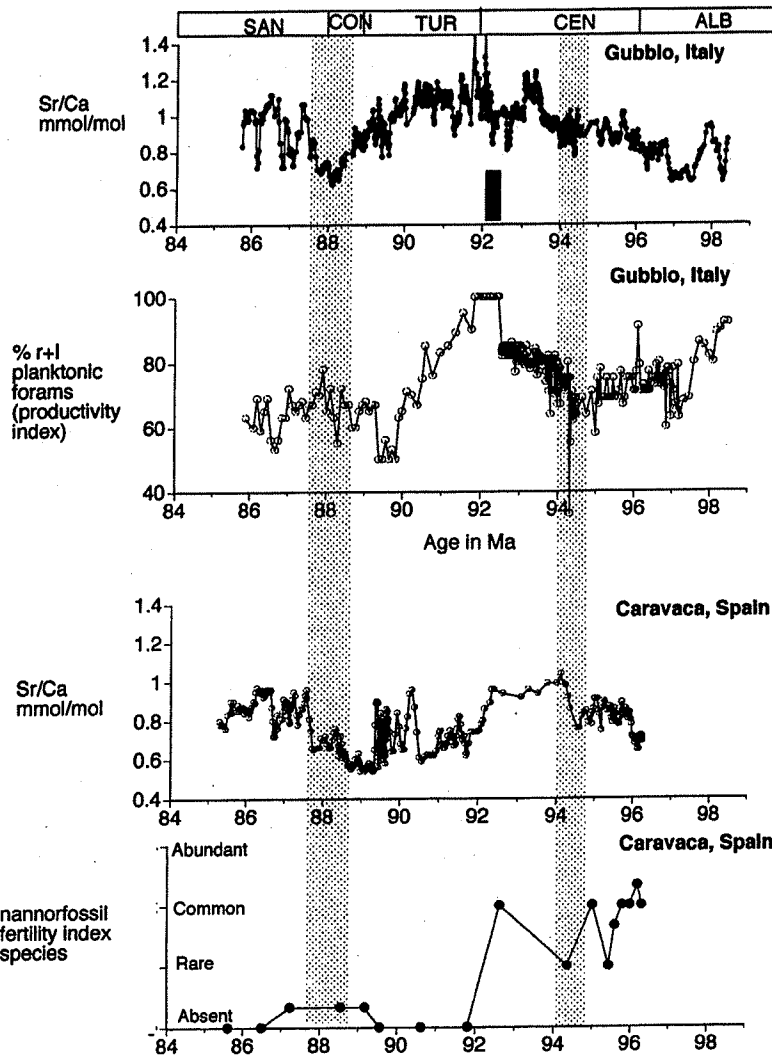 SAN CON TUR CEN ALB
Gubbio, Italy
Sr/Ca
mmol/mol
1.4
1.2
1
0.8
0.6
0.4
84 86 88 90 92 94 96 98
Gubbio, Italy
% r+l
planktonic
forams
(productivity
index)
100
80
60
40
84 86 88 90 92 94 96 98
Age in Ma
Caravaca, Spain
Sr/Ca
mmol/mol
1.4
1.2
1
0.8
0.6
0.4
84 86 88 90 92 94 96 98
Caravaca, Spain
nannorfossil
fertility index
species
Abundant
Common
Rare
Absent
84 86 88 90 92 94 96 98